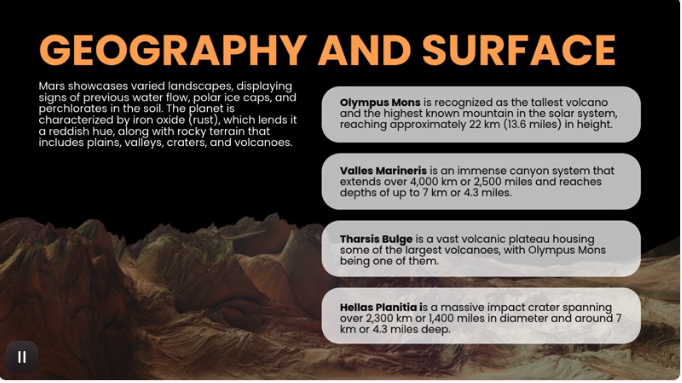 GEOGRAPHY AND SURFACE
Mars showcases varied landscapes, displaying
signs of previous water flow, polar ice caps, and
perchlorates in the soil. The planet is
characterized by iron oxide (rust), which lends it
a reddish hue, along with rocky terrain that
includes plains, valleys, craters, and volcanoes.
Olympus Mons is recognized as the tallest volcano
and the highest known mountain in the solar system,
reaching approximately 22 km (13.6 miles) in height.
Valles Marineris is an immense canyon system that
extends over 4,000 km or 2,500 miles and reaches
depths of up to 7 km or 4.3 miles.
Tharsis Bulge is a vast volcanic plateau housing
some of the largest volcanoes, with Olympus Mons
being one of them.
Hellas Planitia is a massive impact crater spanning
over 2,300 km or 1,400 miles in diameter and around 7
km or 4.3 miles deep.